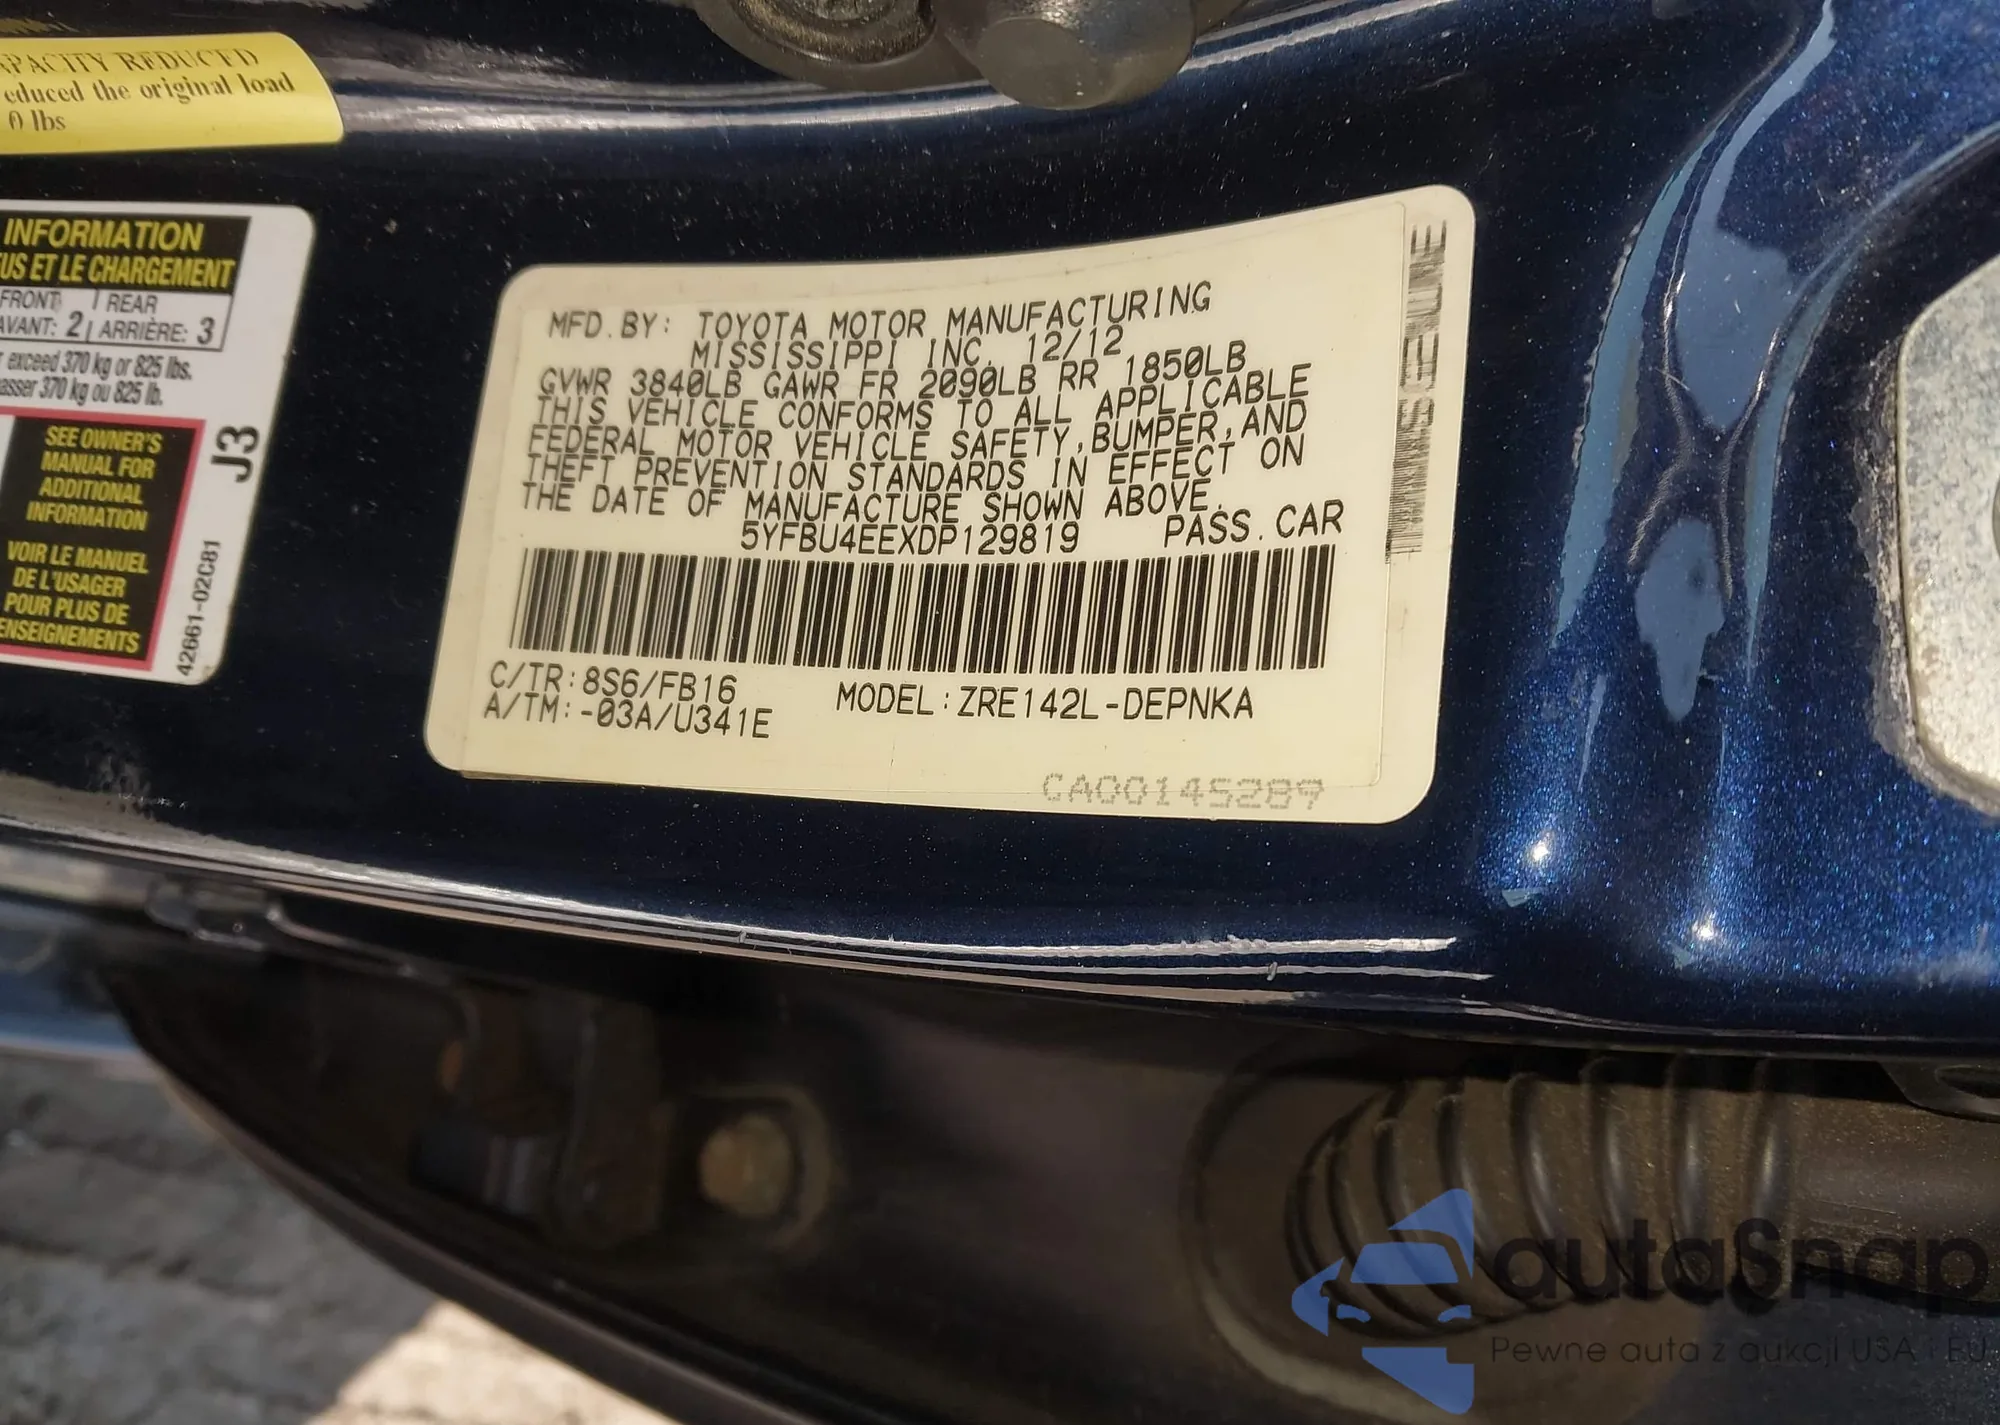 CAPACITY REDUCED
educed the original load
0 lbs
INFORMATION
US ET LE CHARGEMENT
FRONT REAR
AVANT: 2 ARRIÈRE: 3
exceed 370 kg or 825 lbs.
passer 370 kg ou 825 lb.
SEE OWNER'S
MANUAL FOR
ADDITIONAL
INFORMATION
VOIR LE MANUEL
DE L'USAGER
POUR PLUS DE
RENSEIGNEMENTS
J3
42661-02C81
MFD.BY: TOYOTA MOTOR MANUFACTURING
MISSISSIPPI INC. 12/12
GVWR 3840LB GAWR FR 2090LB RR 1850LB
THIS VEHICLE CONFORMS TO ALL APPLICABLE
FEDERAL MOTOR VEHICLE SAFETY,BUMPER,AND
THEFT PREVENTION STANDARDS IN EFFECT ON
THE DATE OF MANUFACTURE SHOWN ABOVE.
5YFBU4EEXDP129819 PASS.CAR
C/TR:8S6/FB16
A/TM:-03A/U341E
MODEL:ZRE142L-DEPNKA
CA00145289
autaSnap
Pewne auta z aukcji USA i EU